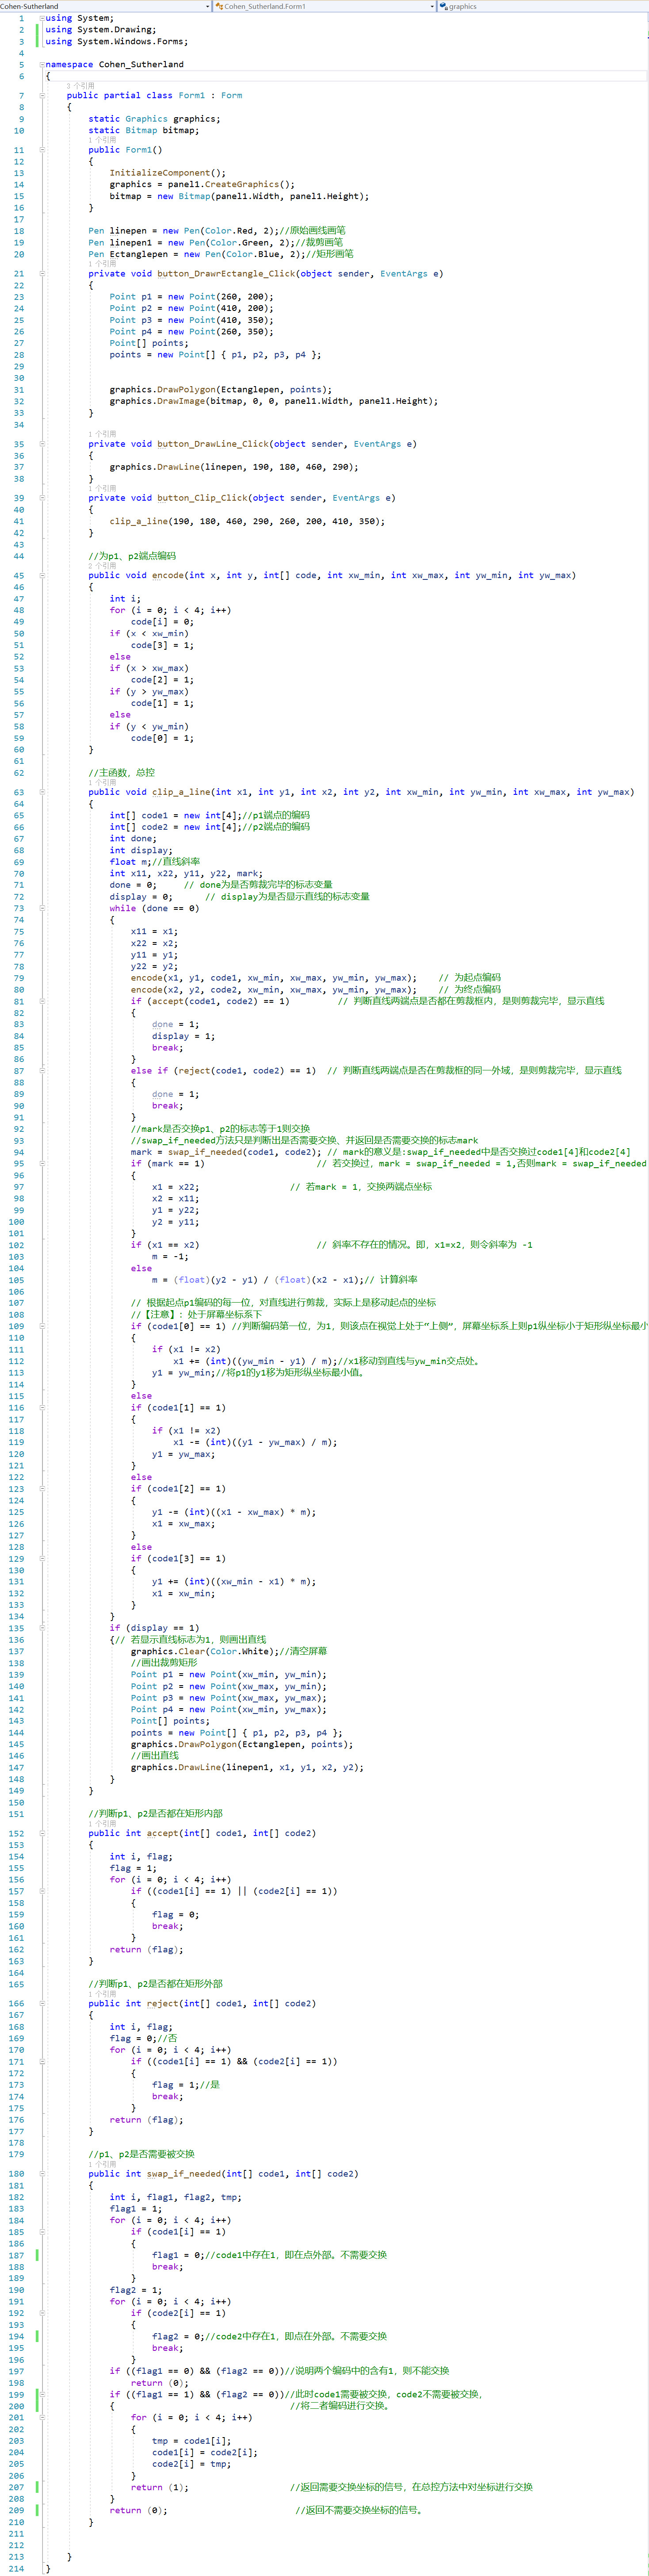 Cohen-Sutherland Cohen_Sutherland.Form1 graphics
1 using System;
2 using System.Drawing;
3 using System.Windows.Forms;
4
5 namespace Cohen_Sutherland
6 {
3 个引用
7 public partial class Form1 : Form
8 {
9 static Graphics graphics;
10 static Bitmap bitmap;
1 个引用
11 public Form1()
12 {
13 InitializeComponent();
14 graphics = panel1.CreateGraphics();
15 bitmap = new Bitmap(panel1.Width, panel1.Height);
16 }
17
18 Pen linepen = new Pen(Color.Red, 2);//原始画线画笔
19 Pen linepen1 = new Pen(Color.Green, 2);//裁剪画笔
20 Pen Ectanglepen = new Pen(Color.Blue, 2);//矩形画笔
1 个引用
21 private void button_DrawrEctangle_Click(object sender, EventArgs e)
22 {
23 Point p1 = new Point(260, 200);
24 Point p2 = new Point(410, 200);
25 Point p3 = new Point(410, 350);
26 Point p4 = new Point(260, 350);
27 Point[] points;
28 points = new Point[] { p1, p2, p3, p4 };
29
30
31 graphics.DrawPolygon(Ectanglepen, points);
32 graphics.DrawImage(bitmap, 0, 0, panel1.Width, panel1.Height);
33 }
34
1 个引用
35 private void button_DrawLine_Click(object sender, EventArgs e)
36 {
37 graphics.DrawLine(linepen, 190, 180, 460, 290);
38 }
1 个引用
39 private void button_Clip_Click(object sender, EventArgs e)
40 {
41 clip_a_line(190, 180, 460, 290, 260, 200, 410, 350);
42 }
43
44 //为p1、p2端点编码
2 个引用
45 public void encode(int x, int y, int[] code, int xw_min, int xw_max, int yw_min, int yw_max)
46 {
47 int i;
48 for (i = 0; i < 4; i++)
49 code[i] = 0;
50 if (x < xw_min)
51 code[3] = 1;
52 else
53 if (x > xw_max)
54 code[2] = 1;
55 if (y > yw_max)
56 code[1] = 1;
57 else
58 if (y < yw_min)
59 code[0] = 1;
60 }
61
62 //主函数，总控
1 个引用
63 public void clip_a_line(int x1, int y1, int x2, int y2, int xw_min, int yw_min, int xw_max, int yw_max)
64 {
65 int[] code1 = new int[4];//p1端点的编码
66 int[] code2 = new int[4];//p2端点的编码
67 int done;
68 int display;
69 float m;//直线斜率
70 int x11, x22, y11, y22, mark;
71 done = 0; // done为是否剪裁完毕的标志变量
72 display = 0; // display为是否显示直线的标志变量
73 while (done == 0)
74 {
75 x11 = x1;
76 x22 = x2;
77 y11 = y1;
78 y22 = y2;
79 encode(x1, y1, code1, xw_min, xw_max, yw_min, yw_max); // 为起点编码
80 encode(x2, y2, code2, xw_min, xw_max, yw_min, yw_max); // 为终点编码
81 if (accept(code1, code2) == 1) // 判断直线两端点是否都在剪裁框内，是则剪裁完毕，显示直线
82 {
83 done = 1;
84 display = 1;
85 break;
86 }
87 else if (reject(code1, code2) == 1) // 判断直线两端点是否在剪裁框的同一外域，是则剪裁完毕，显示直线
88 {
89 done = 1;
90 break;
91 }
92 //mark是否交换p1、p2的标志等于1则交换
93 //swap_if_needed方法只是判断出是否需要交换、并返回是否需要交换的标志mark
94 mark = swap_if_needed(code1, code2); // mark的意义是:swap_if_needed中是否交换过code1[4]和code2[4]
95 if (mark == 1) // 若交换过，mark = swap_if_needed = 1,否则mark = swap_if_needed
96 {
97 x1 = x22; // 若mark = 1，交换两端点坐标
98 x2 = x11;
99 y1 = y22;
100 y2 = y11;
101 }
102 if (x1 == x2) // 斜率不存在的情况。即，x1=x2，则令斜率为 -1
103 m = -1;
104 else
105 m = (float)(y2 - y1) / (float)(x2 - x1);// 计算斜率
106
107 // 根据起点p1编码的每一位，对直线进行剪裁，实际上是移动起点的坐标
108 //【注意】: 处于屏幕坐标系下
109 if (code1[0] == 1) //判断编码第一位，为1，则该点在视觉上处于“上侧”，屏幕坐标系上则p1纵坐标小于矩形纵坐标最小
110 {
111 if (x1 != x2)
112 x1 += (int)((yw_min - y1) / m);//x1移动到直线与yw_min交点处。
113 y1 = yw_min;//将p1的y1移为矩形纵坐标最小值。
114 }
115 else
116 if (code1[1] == 1)
117 {
118 if (x1 != x2)
119 x1 -= (int)((y1 - yw_max) / m);
120 y1 = yw_max;
121 }
122 else
123 if (code1[2] == 1)
124 {
125 y1 -= (int)((x1 - xw_max) * m);
126 x1 = xw_max;
127 }
128 else
129 if (code1[3] == 1)
130 {
131 y1 += (int)((xw_min - x1) * m);
132 x1 = xw_min;
133 }
134 }
135 if (display == 1)
136 {// 若显示直线标志为1，则画出直线
137 graphics.Clear(Color.White);//清空屏幕
138 //画出裁剪矩形
139 Point p1 = new Point(xw_min, yw_min);
140 Point p2 = new Point(xw_max, yw_min);
141 Point p3 = new Point(xw_max, yw_max);
142 Point p4 = new Point(xw_min, yw_max);
143 Point[] points;
144 points = new Point[] { p1, p2, p3, p4 };
145 graphics.DrawPolygon(Ectanglepen, points);
146 //画出直线
147 graphics.DrawLine(linepen1, x1, y1, x2, y2);
148 }
149 }
150
151 //判断p1、p2是否都在矩形内部
1 个引用
152 public int accept(int[] code1, int[] code2)
153 {
154 int i, flag;
155 flag = 1;
156 for (i = 0; i < 4; i++)
157 if ((code1[i] == 1) || (code2[i] == 1))
158 {
159 flag = 0;
160 break;
161 }
162 return (flag);
163 }
164
165 //判断p1、p2是否都在矩形外部
1 个引用
166 public int reject(int[] code1, int[] code2)
167 {
168 int i, flag;
169 flag = 0;//否
170 for (i = 0; i < 4; i++)
171 if ((code1[i] == 1) && (code2[i] == 1))
172 {
173 flag = 1;//是
174 break;
175 }
176 return (flag);
177 }
178
179 //p1、p2是否需要被交换
1 个引用
180 public int swap_if_needed(int[] code1, int[] code2)
181 {
182 int i, flag1, flag2, tmp;
183 flag1 = 1;
184 for (i = 0; i < 4; i++)
185 if (code1[i] == 1)
186 {
187 flag1 = 0;//code1中存在1，即在点外部。不需要交换
188 break;
189 }
190 flag2 = 1;
191 for (i = 0; i < 4; i++)
192 if (code2[i] == 1)
193 {
194 flag2 = 0;//code2中存在1，即点在外部。不需要交换
195 break;
196 }
197 if ((flag1 == 0) && (flag2 == 0))//说明两个编码中的含有1，则不能交换
198 return (0);
199 if ((flag1 == 1) && (flag2 == 0))//此时code1需要被交换，code2不需要被交换，
200 { //将二者编码进行交换。
201 for (i = 0; i < 4; i++)
202 {
203 tmp = code1[i];
204 code1[i] = code2[i];
205 code2[i] = tmp;
206 }
207 return (1); //返回需要交换坐标的信号，在总控方法中对坐标进行交换
208 }
209 return (0); //返回不需要交换坐标的信号。
210 }
211
212
213 }
214 }